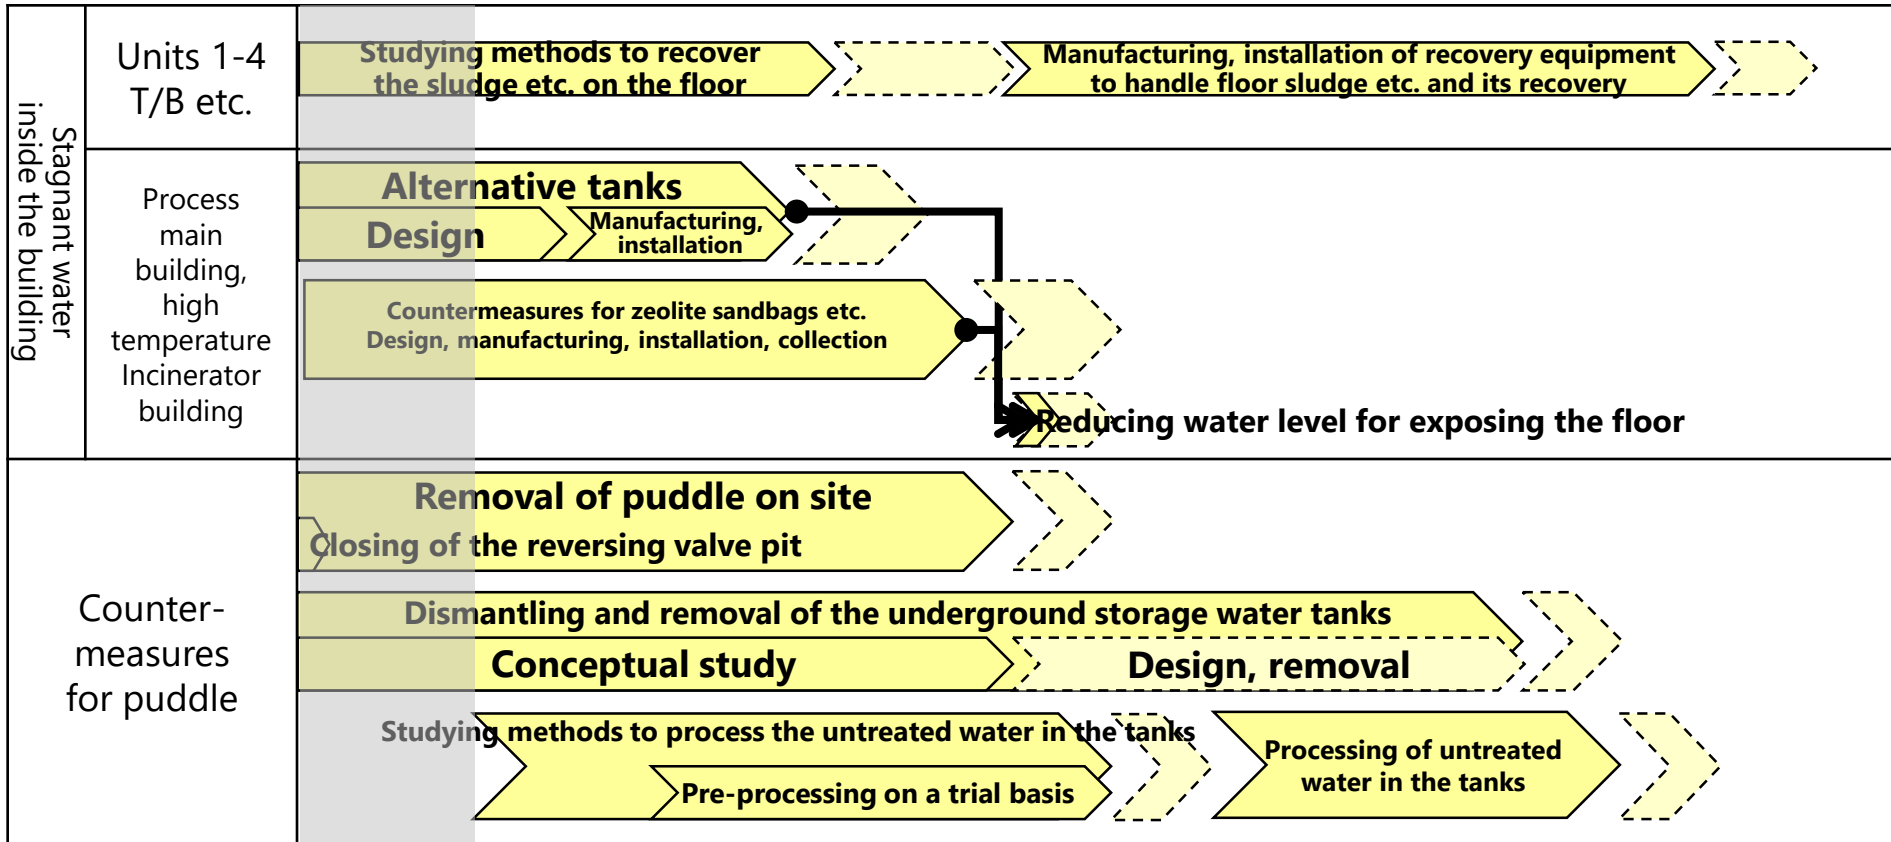 Stagnant water
inside the building
Units 1-4
T/B etc.
Studying methods to recover
the sludge etc. on the floor
Manufacturing, installation of recovery equipment
to handle floor sludge etc. and its recovery
Process
main
building,
high
temperature
Incinerator
building
Alternative tanks
Design
Manufacturing,
installation
Countermeasures for zeolite sandbags etc.
Design, manufacturing, installation, collection
Reducing water level for exposing the floor
Counter-
measures
for puddle
Removal of puddle on site
Closing of the reversing valve pit
Dismantling and removal of the underground storage water tanks
Conceptual study
Design, removal
Studying methods to process the untreated water in the tanks
Pre-processing on a trial basis
Processing of untreated
water in the tanks